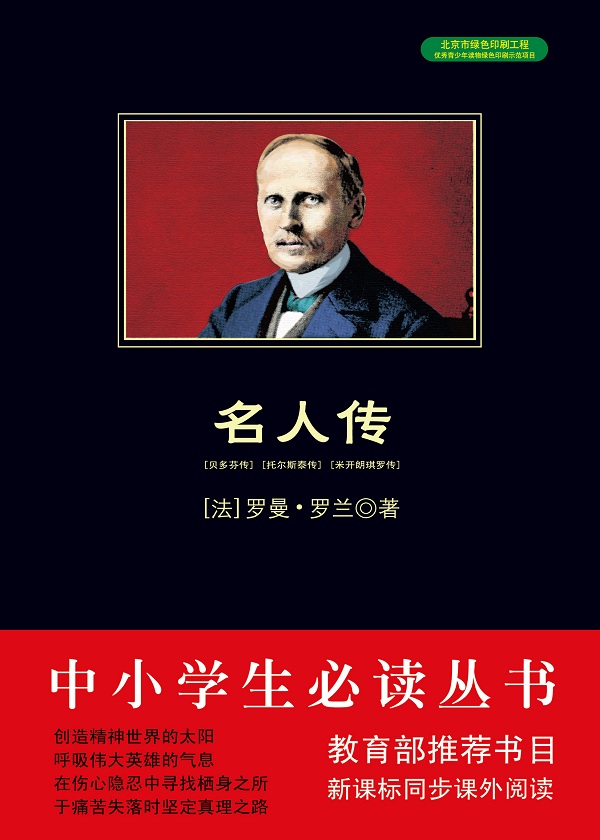 北京市绿色印刷工程
优秀青少年读物绿色印刷示范项目
名人传
[贝多芬传] [托尔斯泰传] [米开朗琪罗传]
[法]罗曼·罗兰◎著
中小学生必读丛书
创造精神世界的太阳
呼吸伟大英雄的气息
在伤心隐忍中寻找栖身之所
于痛苦失落时坚定真理之路
教育部推荐书目
新课标同步课外阅读